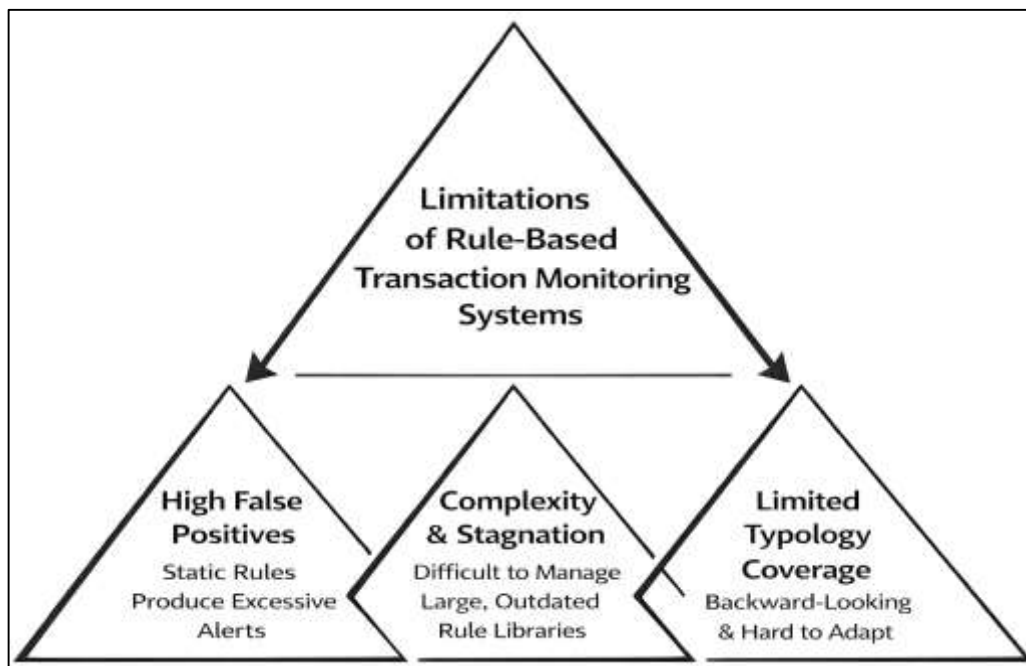 Limitations
of Rule-Based
Transaction Monitoring
Systems
High False
Positives
Static Rules
Produce Excessive
Alerts
Complexity
& Stagnation
Difficult to Manage
Large, Outdated
Rule Libraries
Limited
Typology
Coverage
Backward-Looking
& Hard to Adapt